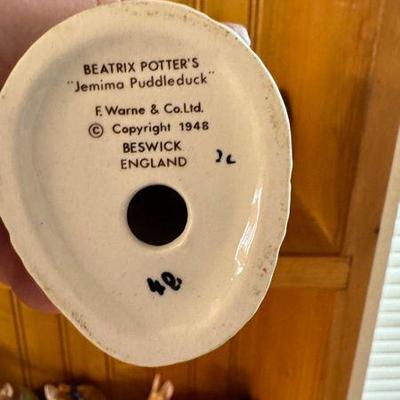 BEATRIX POTTER'S
"Jemima Puddleduck"
F. Warne & Co. Ltd.
© Copyright 1948
BESWICK
ENGLAND